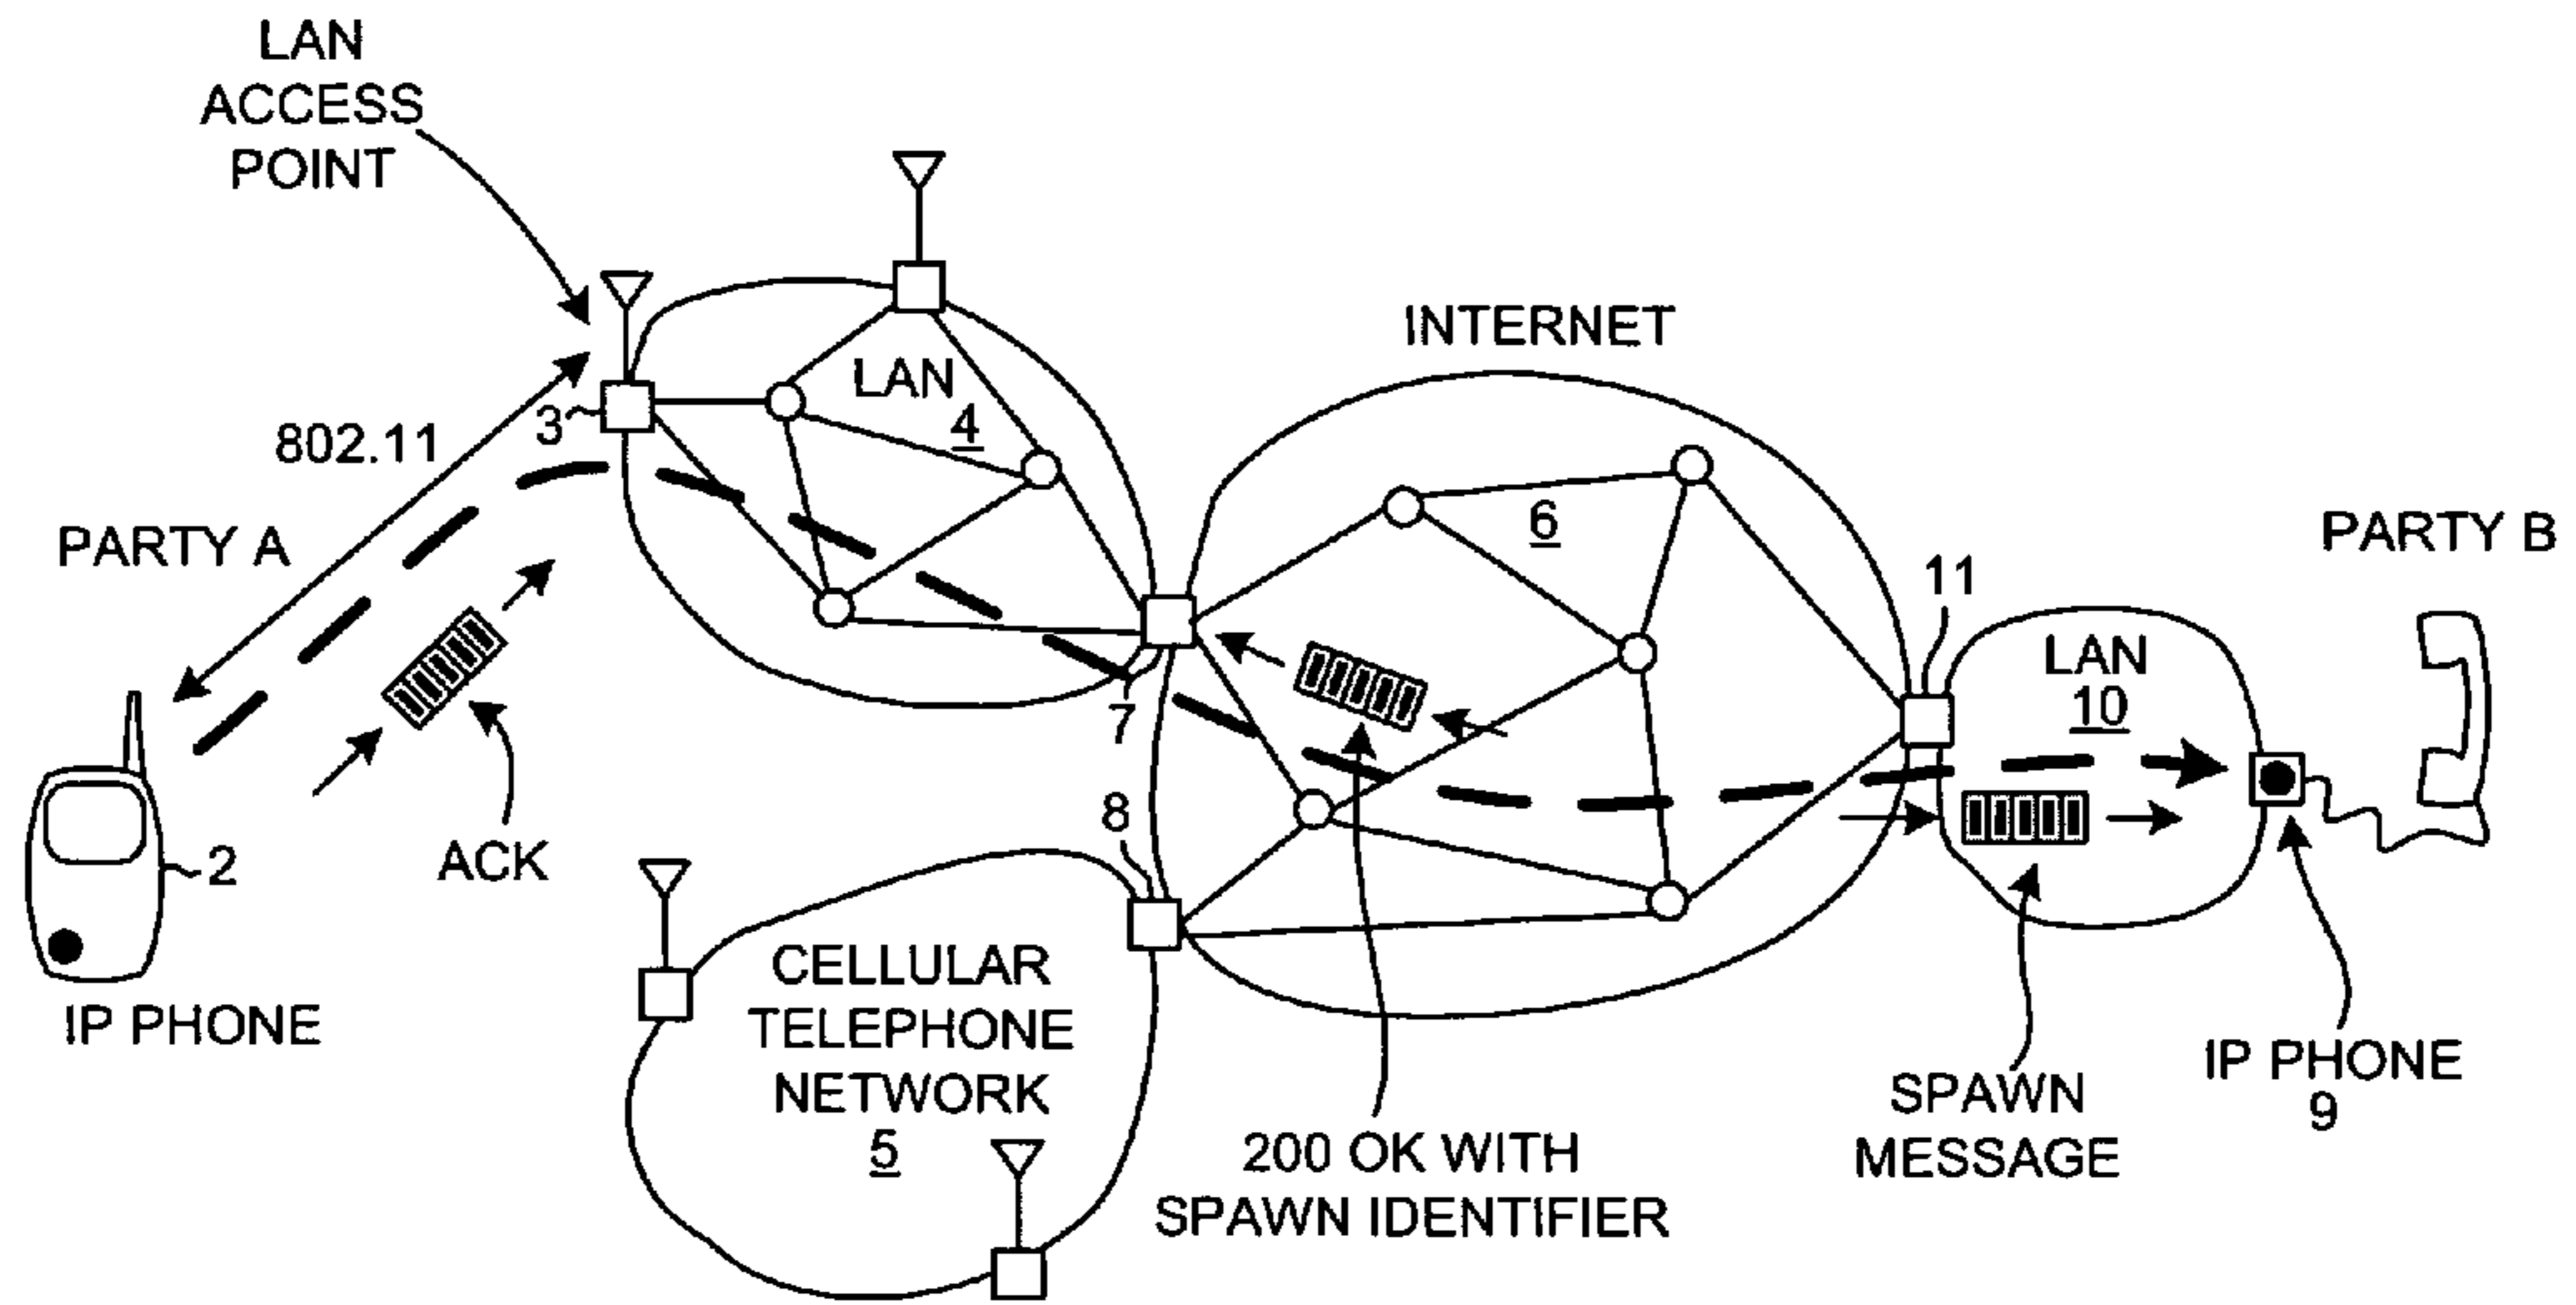 LAN
ACCESS
POINT
INTERNET
LAN
4
3
802.11
PARTY A
6
PARTY B
11
LAN
10
7
8
2
ACK
IP PHONE
CELLULAR
TELEPHONE
NETWORK
5
200 OK WITH
SPAWN IDENTIFIER
SPAWN
MESSAGE
IP PHONE
9